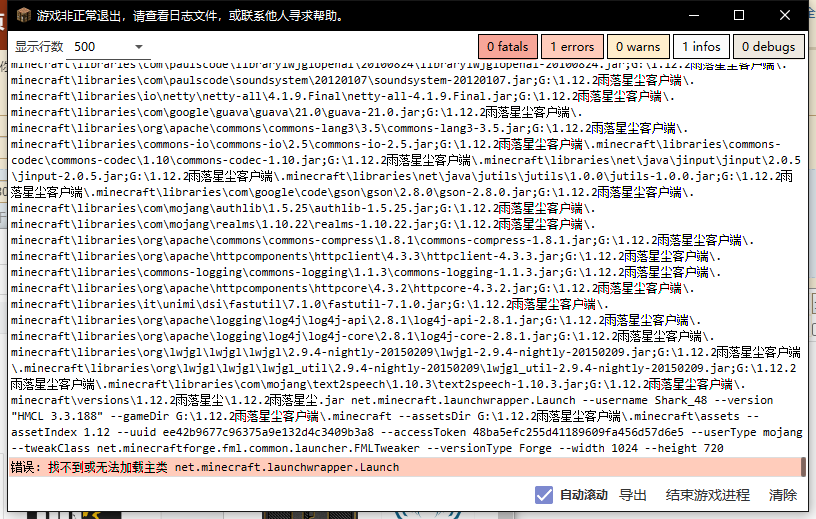 游戏非正常退出，请查看日志文件，或联系他人寻求帮助。
显示行数 500
0 fatals 1 errors 0 warns 1 infos 0 debugs
minecraft\libraries\com\paulscode\librarylwjglopenal\20100824\librarylwjglopenal-20100824.jar;G:\1.12.2雨落星尘客户端\.
minecraft\libraries\com\paulscode\soundsystem\20120107\soundsystem-20120107.jar;G:\1.12.2雨落星尘客户端\.
minecraft\libraries\io\netty\netty-all\4.1.9.Final\netty-all-4.1.9.Final.jar;G:\1.12.2雨落星尘客户端\.
minecraft\libraries\com\google\guava\guava\21.0\guava-21.0.jar;G:\1.12.2雨落星尘客户端\.
minecraft\libraries\org\apache\commons\commons-lang3\3.5\commons-lang3-3.5.jar;G:\1.12.2雨落星尘客户端\.
minecraft\libraries\commons-io\commons-io\2.5\commons-io-2.5.jar;G:\1.12.2雨落星尘客户端\.minecraft\libraries\commons-
codec\commons-codec\1.10\commons-codec-1.10.jar;G:\1.12.2雨落星尘客户端\.minecraft\libraries\net\java\jinput\jinput\2.0.5
\jinput-2.0.5.jar;G:\1.12.2雨落星尘客户端\.minecraft\libraries\net\java\jutils\jutils\1.0.0\jutils-1.0.0.jar;G:\1.12.2雨
落星尘客户端\.minecraft\libraries\com\google\code\gson\gson\2.8.0\gson-2.8.0.jar;G:\1.12.2雨落星尘客户端\.
minecraft\libraries\com\mojang\authlib\1.5.25\authlib-1.5.25.jar;G:\1.12.2雨落星尘客户端\.
minecraft\libraries\com\mojang\realms\1.10.22\realms-1.10.22.jar;G:\1.12.2雨落星尘客户端\.
minecraft\libraries\org\apache\commons\commons-compress\1.8.1\commons-compress-1.8.1.jar;G:\1.12.2雨落星尘客户端\.
minecraft\libraries\org\apache\httpcomponents\httpclient\4.3.3\httpclient-4.3.3.jar;G:\1.12.2雨落星尘客户端\.
minecraft\libraries\commons-logging\commons-logging\1.1.3\commons-logging-1.1.3.jar;G:\1.12.2雨落星尘客户端\.
minecraft\libraries\org\apache\httpcomponents\httpcore\4.3.2\httpcore-4.3.2.jar;G:\1.12.2雨落星尘客户端\.
minecraft\libraries\it\unimi\dsi\fastutil\7.1.0\fastutil-7.1.0.jar;G:\1.12.2雨落星尘客户端\.
minecraft\libraries\org\apache\logging\log4j\log4j-api\2.8.1\log4j-api-2.8.1.jar;G:\1.12.2雨落星尘客户端\.
minecraft\libraries\org\apache\logging\log4j\log4j-core\2.8.1\log4j-core-2.8.1.jar;G:\1.12.2雨落星尘客户端\.
minecraft\libraries\org\lwjgl\lwjgl\lwjgl\2.9.4-nightly-20150209\lwjgl-2.9.4-nightly-20150209.jar;G:\1.12.2雨落星尘客户端
\.minecraft\libraries\org\lwjgl\lwjgl\lwjgl_util\2.9.4-nightly-20150209\lwjgl_util-2.9.4-nightly-20150209.jar;G:\1.12.2
雨落星尘客户端\.minecraft\libraries\com\mojang\text2speech\1.10.3\text2speech-1.10.3.jar;G:\1.12.2雨落星尘客户端\.
minecraft\versions\1.12.2雨落星尘\1.12.2雨落星尘.jar net.minecraft.launchwrapper.Launch --username Shark_48 --version
"HMCL 3.3.188" --gameDir G:\1.12.2雨落星尘客户端\.minecraft --assetsDir G:\1.12.2雨落星尘客户端\.minecraft\assets --
assetIndex 1.12 --uuid ee42b9677c96375a9e132d4c3409b3a8 --accessToken 48ba5efc255d41189609fa456d57d6e5 --userType mojang
--tweakClass net.minecraftforge.fml.common.launcher.FMLTweaker --versionType Forge --width 1024 --height 720
错误: 找不到或无法加载主类 net.minecraft.launchwrapper.Launch
自动滚动 导出 结束游戏进程 清除